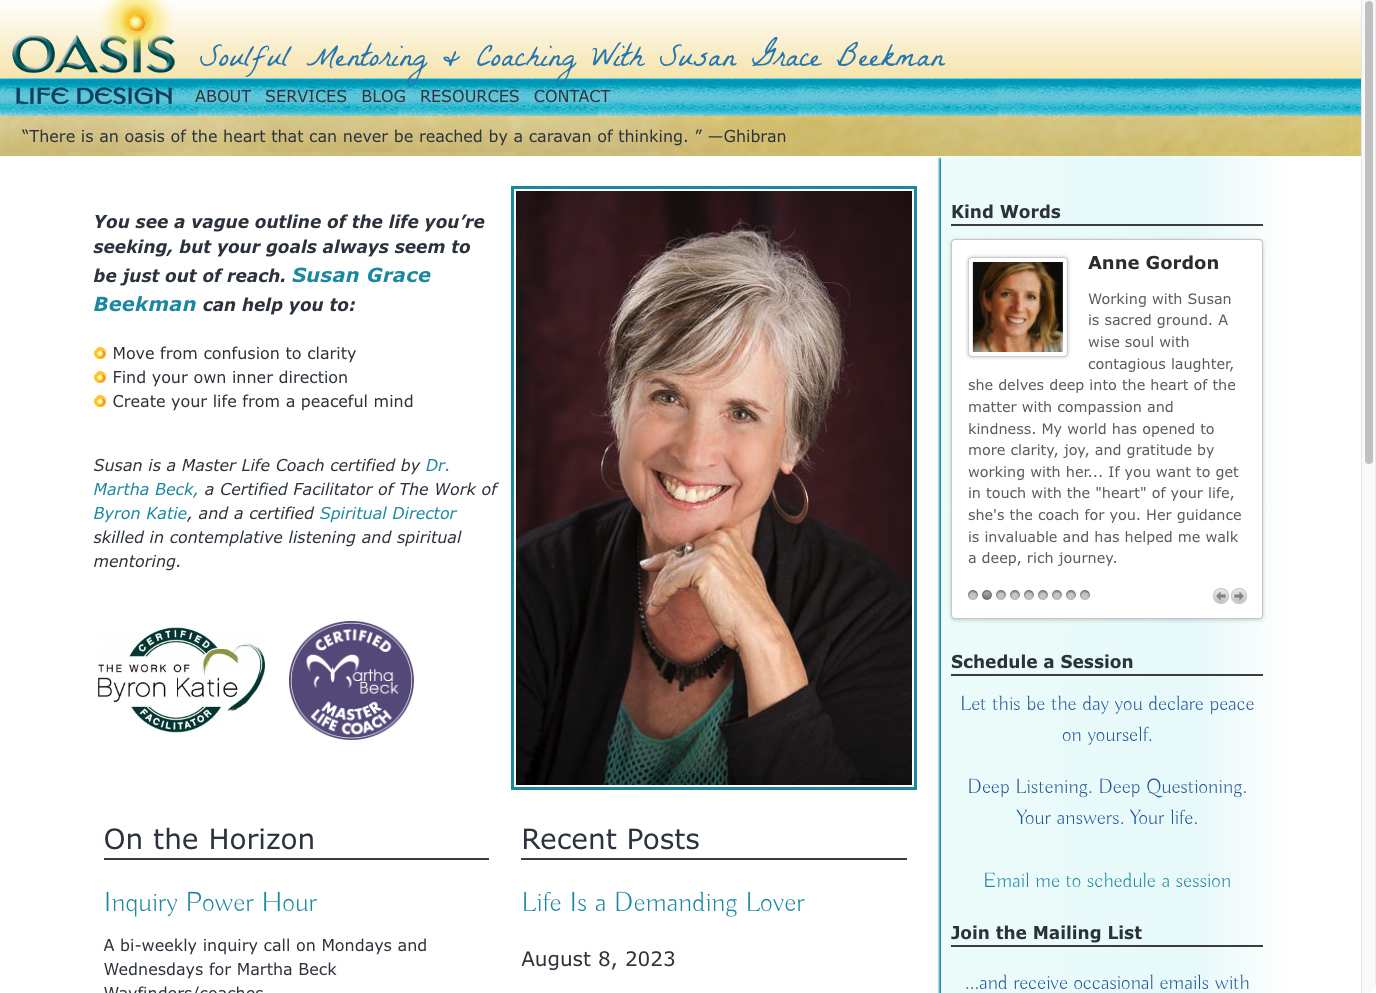 OASIS
LIFE DESIGN
Soulful Mentoring & Coaching With Susan Grace Beekman
ABOUT SERVICES BLOG RESOURCES CONTACT
“There is an oasis of the heart that can never be reached by a caravan of thinking. ” —Ghibran
You see a vague outline of the life you’re
seeking, but your goals always seem to
be just out of reach. Susan Grace
Beekman can help you to:
Move from confusion to clarity
Find your own inner direction
Create your life from a peaceful mind
Susan is a Master Life Coach certified by Dr.
Martha Beck, a Certified Facilitator of The Work of
Byron Katie, and a certified Spiritual Director
skilled in contemplative listening and spiritual
mentoring.
CERTIFIED
THE WORK OF
Byron Katie
FACILITATOR
CERTIFIED
Martha
Beck
MASTER
LIFE COACH
On the Horizon
Inquiry Power Hour
A bi-weekly inquiry call on Mondays and
Wednesdays for Martha Beck
Wayfinders/coaches
Recent Posts
Life Is a Demanding Lover
August 8, 2023
Kind Words
Anne Gordon
Working with Susan
is sacred ground. A
wise soul with
contagious laughter,
she delves deep into the heart of the
matter with compassion and
kindness. My world has opened to
more clarity, joy, and gratitude by
working with her... If you want to get
in touch with the "heart" of your life,
she's the coach for you. Her guidance
is invaluable and has helped me walk
a deep, rich journey.
Schedule a Session
Let this be the day you declare peace
on yourself.
Deep Listening. Deep Questioning.
Your answers. Your life.
Email me to schedule a session
Join the Mailing List
...and receive occasional emails with